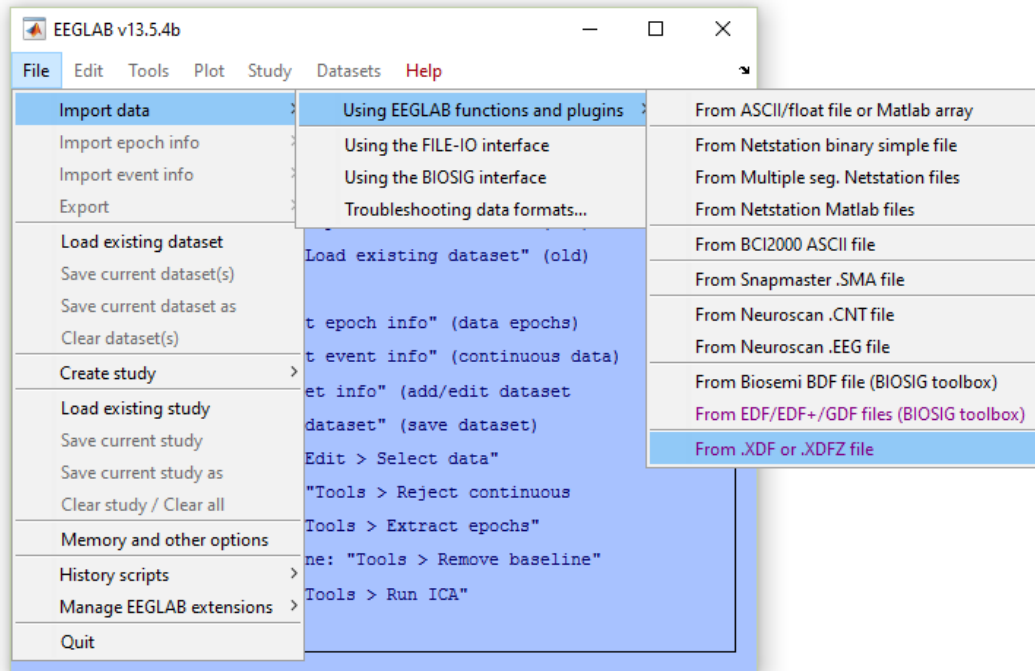 EEGLAB v13.5.4b
File Edit Tools Plot Study Datasets Help
Import data
Import epoch info
Import event info
Export
Load existing dataset
Save current dataset(s)
Save current dataset as
Clear dataset(s)
Create study
Load existing study
Save current study
Save current study as
Clear study / Clear all
Memory and other options
History scripts
Manage EEGLAB extensions
Quit
Using EEGLAB functions and plugins
Using the FILE-IO interface
Using the BIOSIG interface
Troubleshooting data formats...
From ASCII/float file or Matlab array
From Netstation binary simple file
From Multiple seg. Netstation files
From Netstation Matlab files
From BCI2000 ASCII file
From Snapmaster .SMA file
From Neuroscan .CNT file
From Neuroscan .EEG file
From Biosemi BDF file (BIOSIG toolbox)
From EDF/EDF+/GDF files (BIOSIG toolbox)
From .XDF or .XDFZ file
Load existing dataset" (old)
t epoch info" (data epochs)
t event info" (continuous data)
et info" (add/edit dataset
dataset" (save dataset)
Edit > Select data"
"Tools > Reject continuous
Tools > Extract epochs"
ne: "Tools > Remove baseline"
Tools > Run ICA"